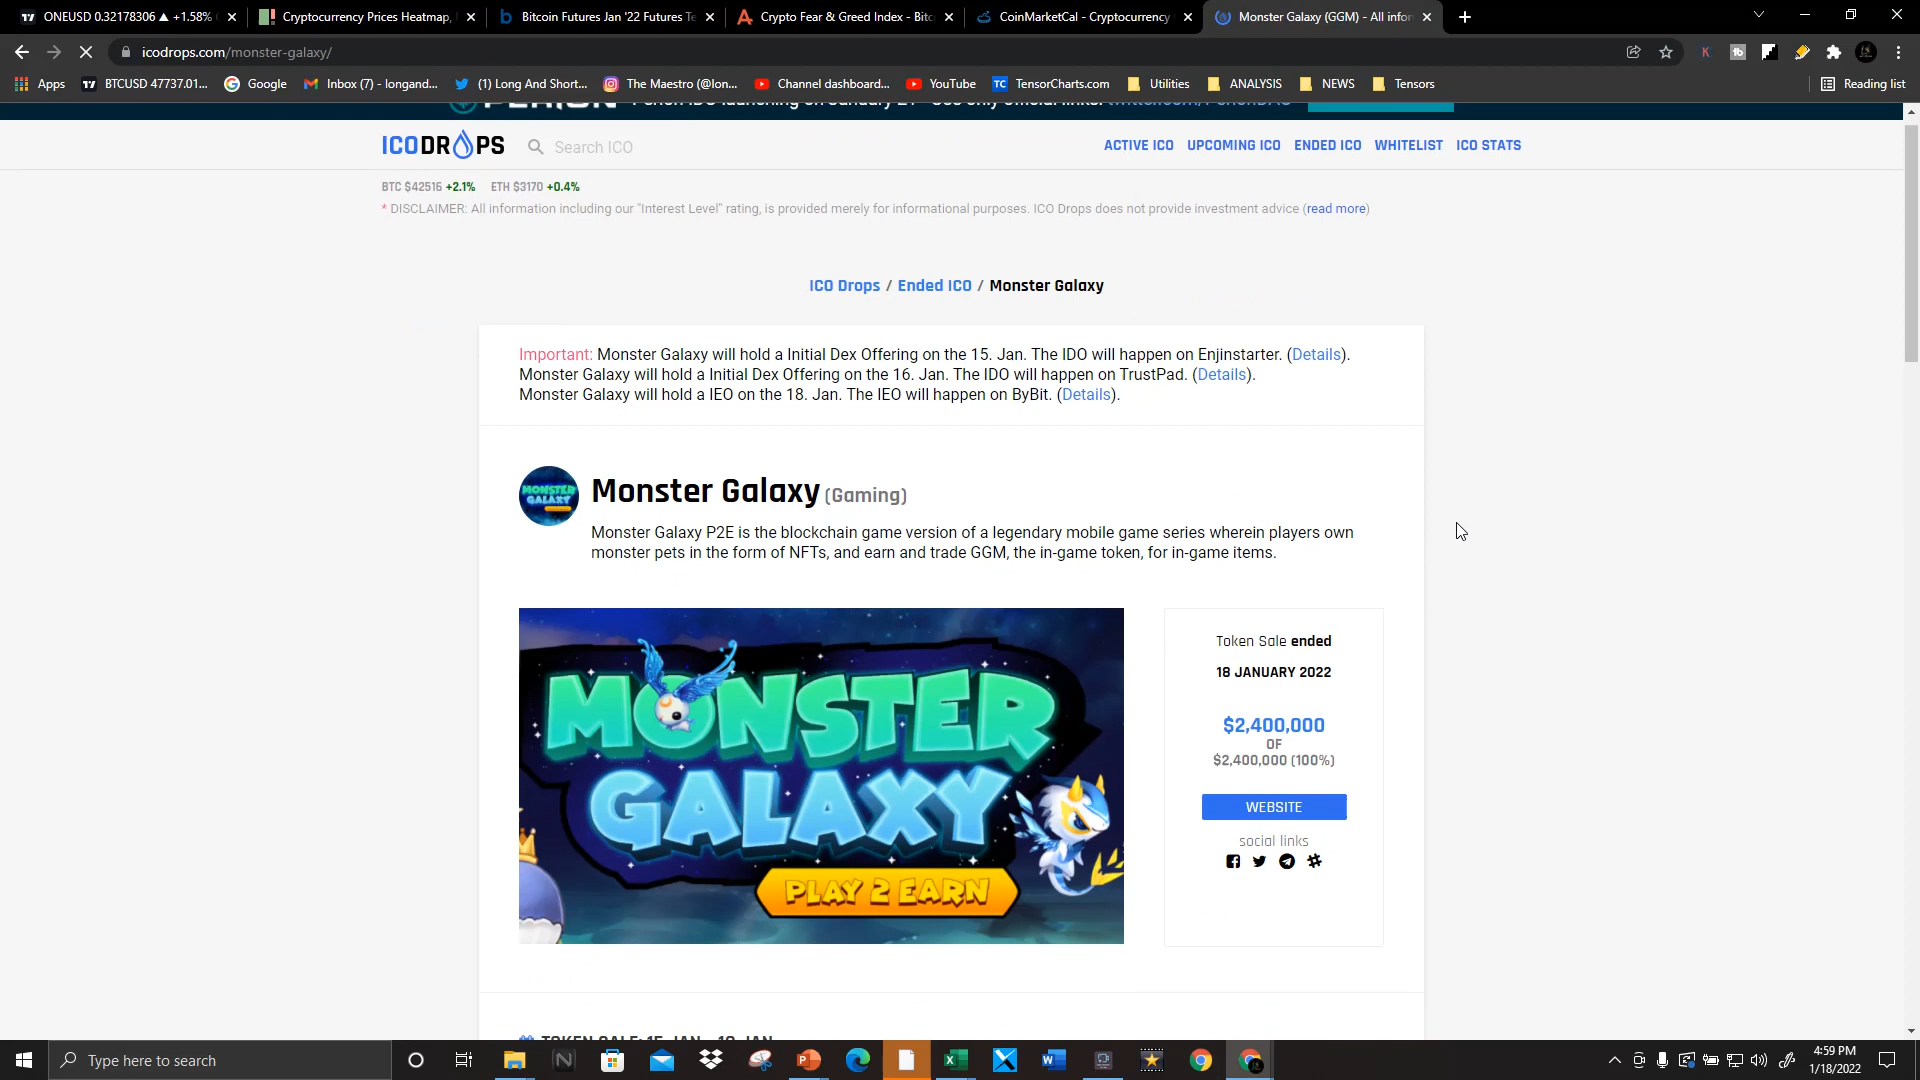 ONEUSD 0.32178306 ▲ +1.58%
Cryptocurrency Prices Heatmap,
Bitcoin Futures Jan '22 Futures Te
Crypto Fear & Greed Index - Bitc
CoinMarketCal - Cryptocurrency
Monster Galaxy (GGM) - All infor
icodrops.com/monster-galaxy/
Apps
BTCUSD 47737.01...
Google
Inbox (7) - longand...
(1) Long And Short...
The Maestro (@lon...
Channel dashboard...
YouTube
TensorCharts.com
Utilities
ANALYSIS
NEWS
Tensors
Reading list
ICODROPS
Search ICO
ACTIVE ICO UPCOMING ICO ENDED ICO WHITELIST ICO STATS
BTC $42516 +2.1% ETH $3170 +0.4%
* DISCLAIMER: All information including our "Interest Level" rating, is provided merely for informational purposes. ICO Drops does not provide investment advice (read more)
ICO Drops / Ended ICO / Monster Galaxy
Important: Monster Galaxy will hold a Initial Dex Offering on the 15. Jan. The IDO will happen on Enjinstarter. (Details).
Monster Galaxy will hold a Initial Dex Offering on the 16. Jan. The IDO will happen on TrustPad. (Details).
Monster Galaxy will hold a IEO on the 18. Jan. The IEO will happen on ByBit. (Details).
MONSTER
GALAXY
Monster Galaxy (Gaming)
Monster Galaxy P2E is the blockchain game version of a legendary mobile game series wherein players own
monster pets in the form of NFTs, and earn and trade GGM, the in-game token, for in-game items.
MONSTER
GALAXY
PLAY 2 EARN
Token Sale ended
18 JANUARY 2022
$2,400,000
OF
$2,400,000 (100%)
WEBSITE
social links
TOKEN SALE: 15 JAN - 18 JAN
Type here to search
4:59 PM
1/18/2022